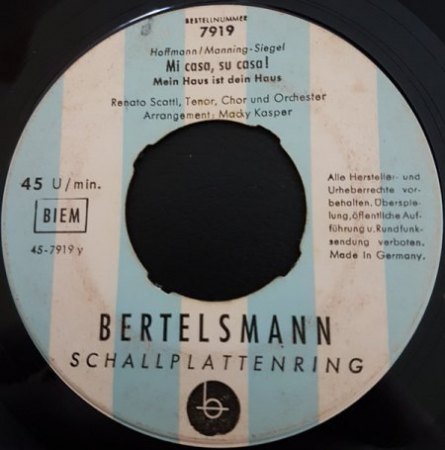 BESTELLNUMMER
7919
Hoffmann/Manning-Siegel
Mi casa, su casa!
Mein Haus ist dein Haus
Renato Scatti, Tenor, Chor und Orchester
Arrangement: Macky Kasper
45 U/min.
BIEM
45-7919 y
Alle Hersteller- und
Urheberrechte vor-
behalten. Überspie-
lung, öffentliche Auf-
führung u. Rundfunk-
sendung verboten.
Made in Germany.
BERTELSMANN
SCHALLPLATTENRING
b